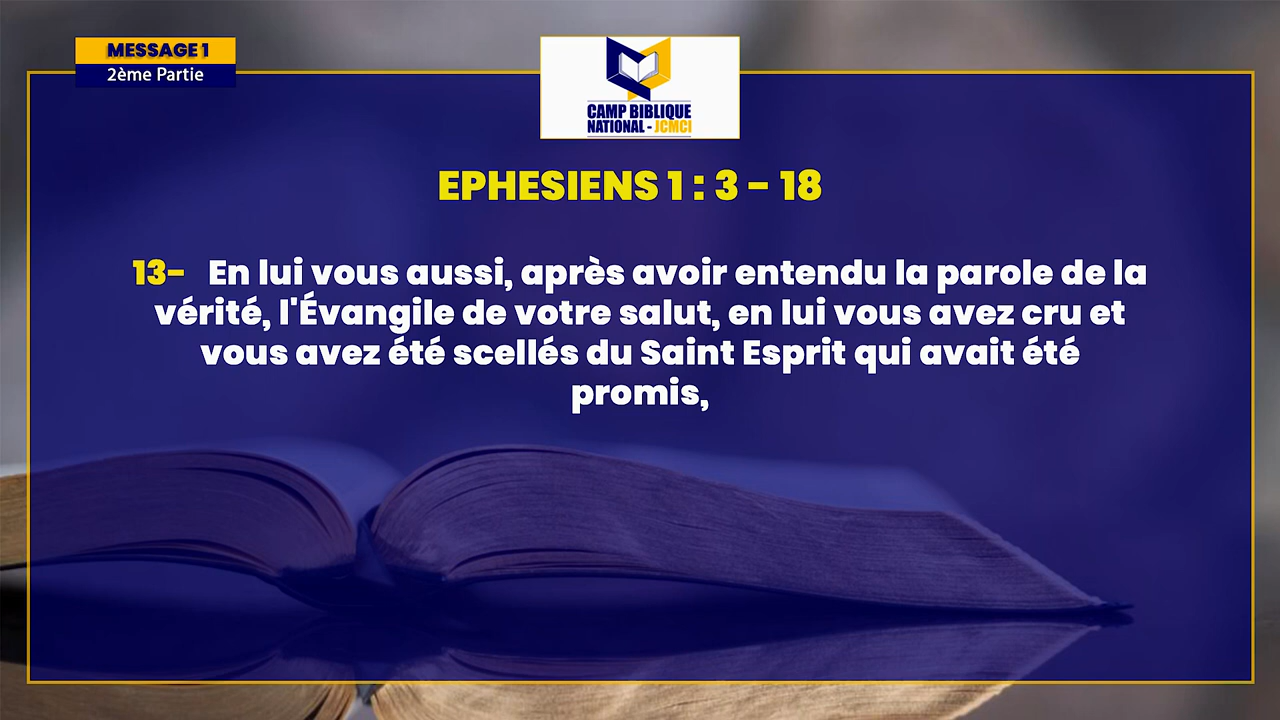 MESSAGE 1
2ème Partie
CAMP BIBLIQUE
NATIONAL - JCMCI
EPHESIENS 1 : 3 - 18
13- En lui vous aussi, après avoir entendu la parole de la
vérité, l'Évangile de votre salut, en lui vous avez cru et
vous avez été scellés du Saint Esprit qui avait été
promis,